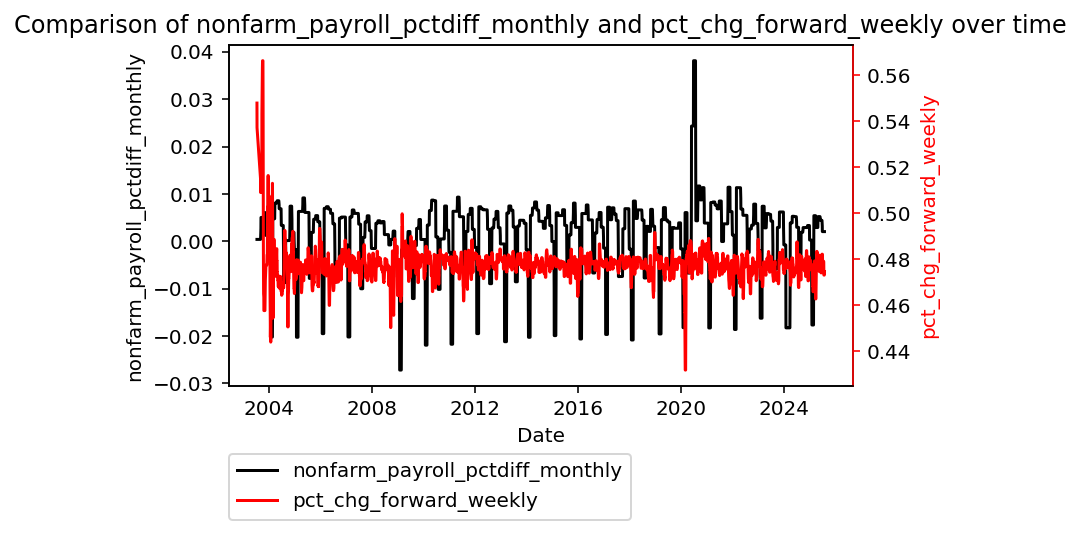 Comparison of nonfarm_payroll_pctdiff_monthly and pct_chg_forward_weekly over time
nonfarm_payroll_pctdiff_monthly
0.04
0.03
0.02
0.01
0.00
−0.01
−0.02
−0.03
0.56
0.54
0.52
0.50
0.48
0.46
0.44
pct_chg_forward_weekly
2004 2008 2012 2016 2020 2024
Date
nonfarm_payroll_pctdiff_monthly
pct_chg_forward_weekly